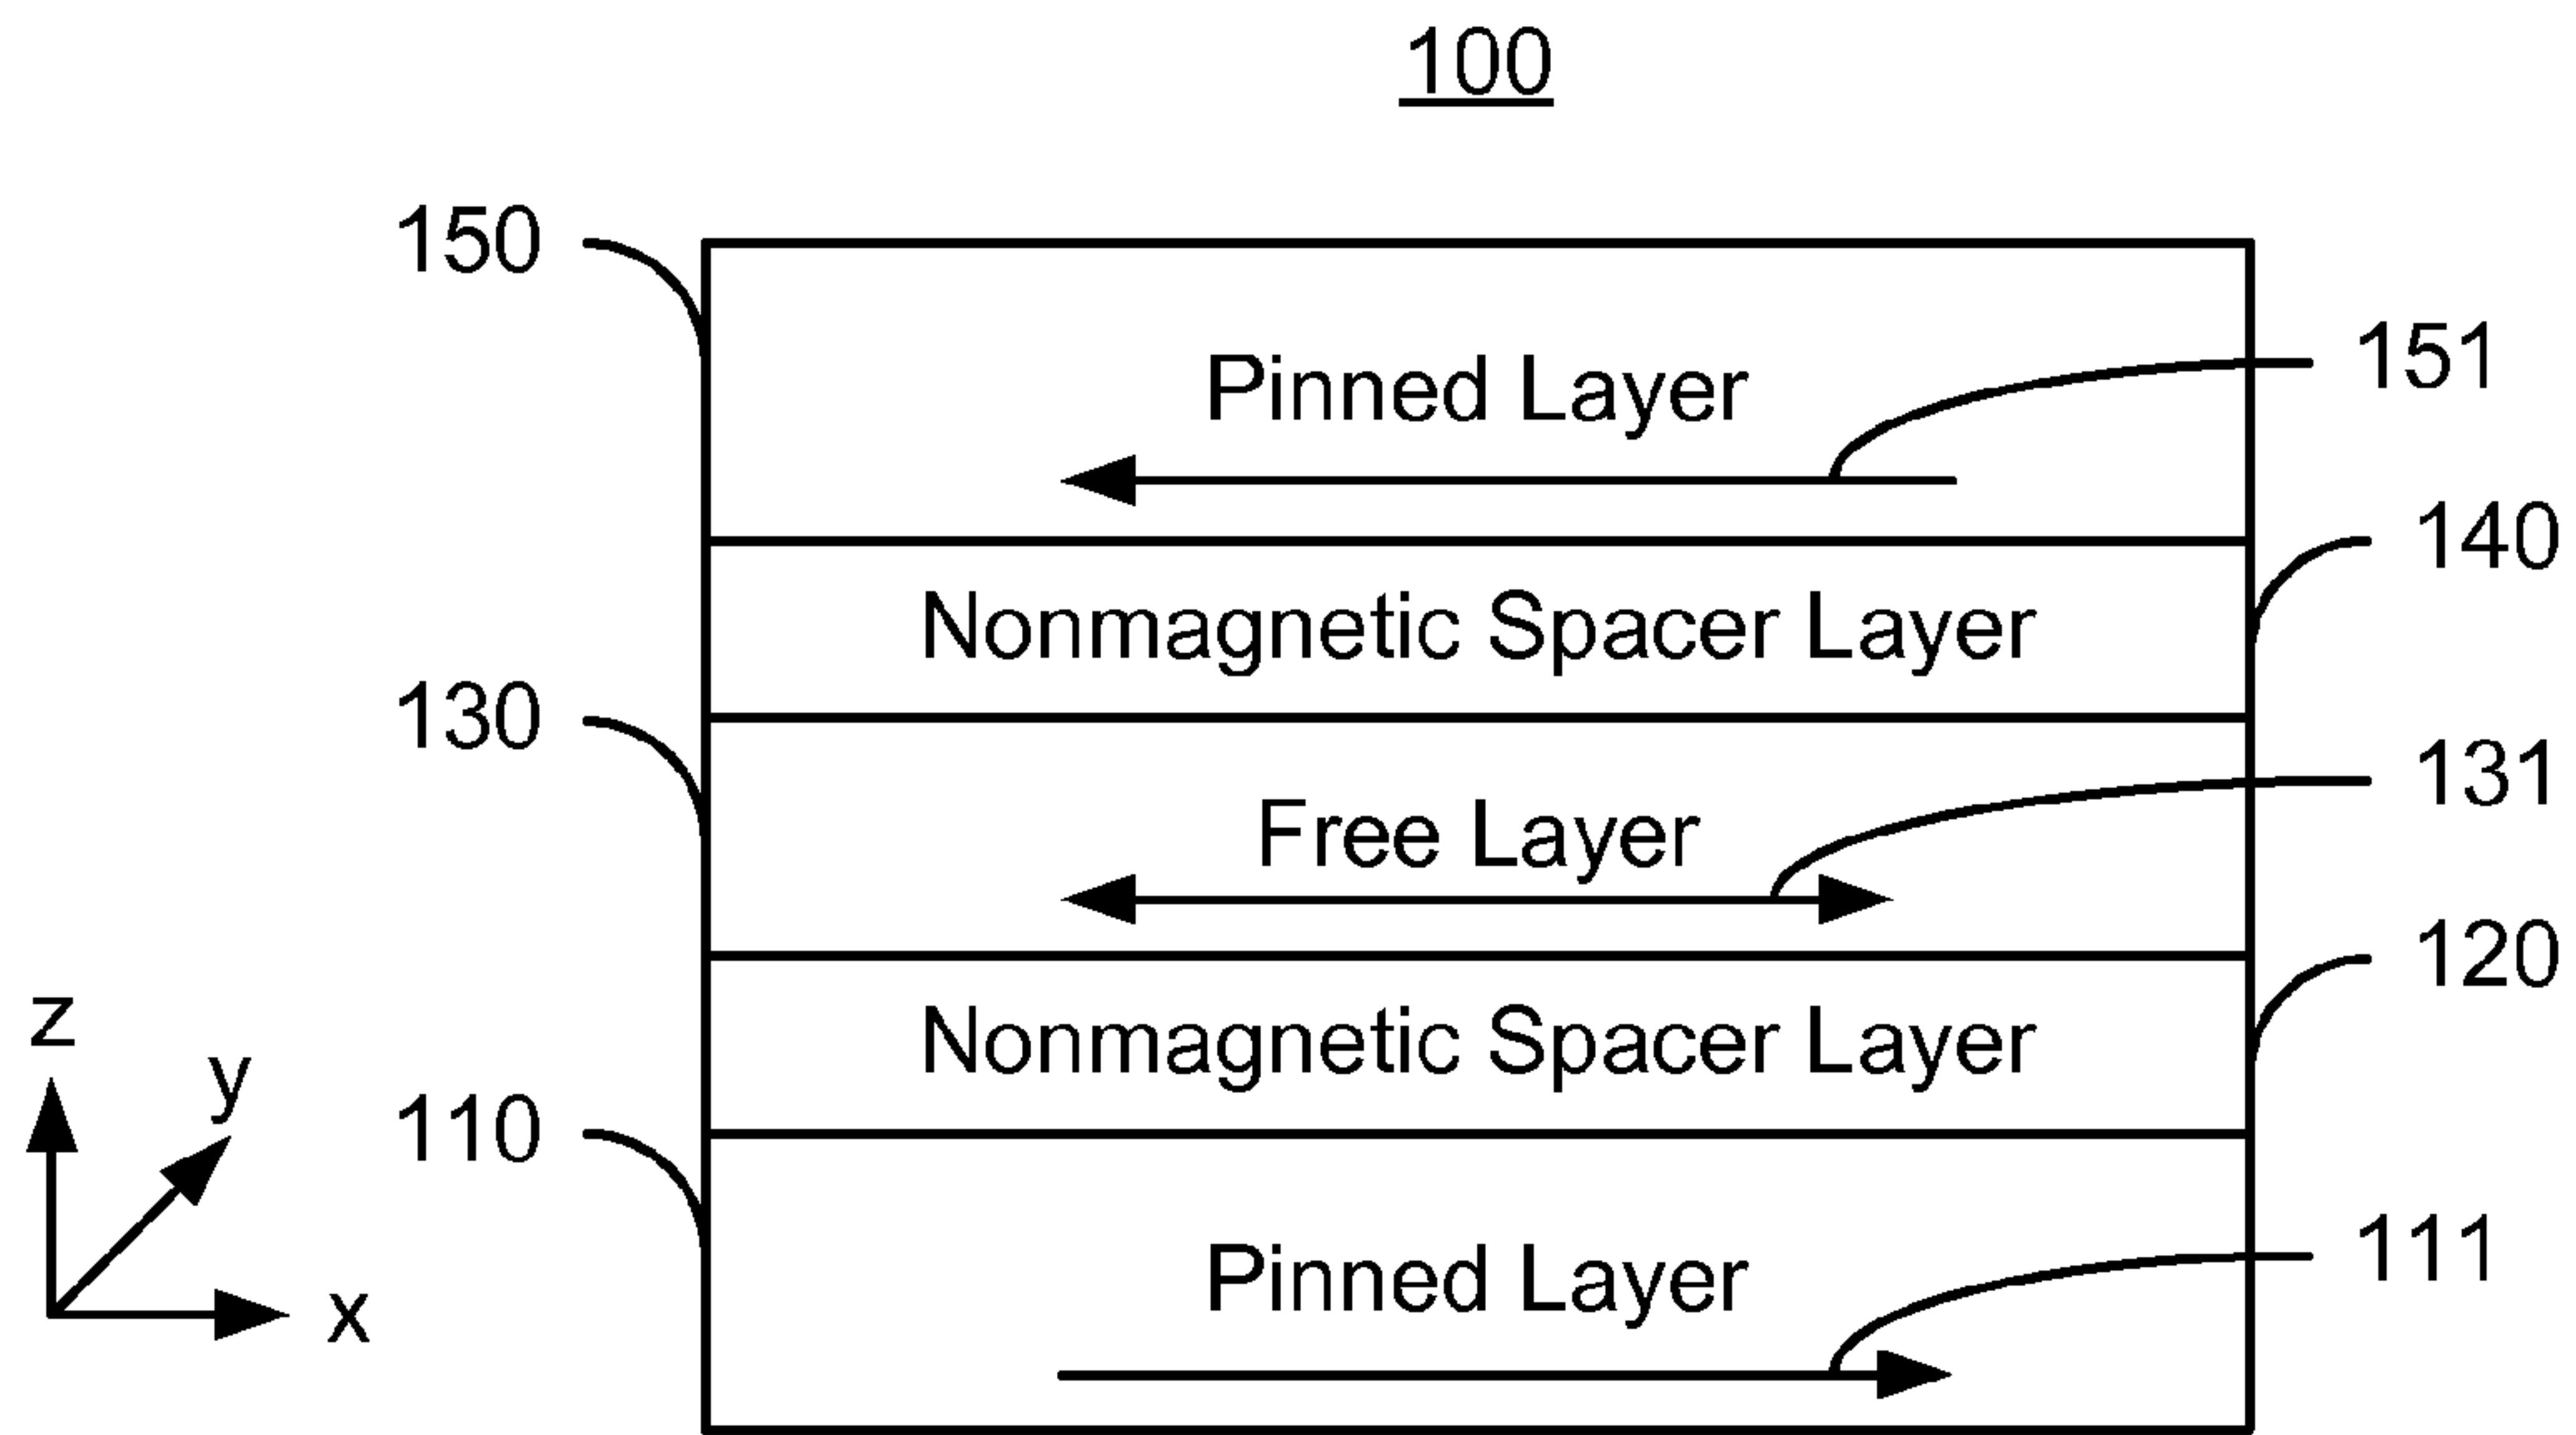 100
150
Pinned Layer
151
140
Nonmagnetic Spacer Layer
130
131
Free Layer
120
z
Nonmagnetic Spacer Layer
y
110
Pinned Layer
111
x